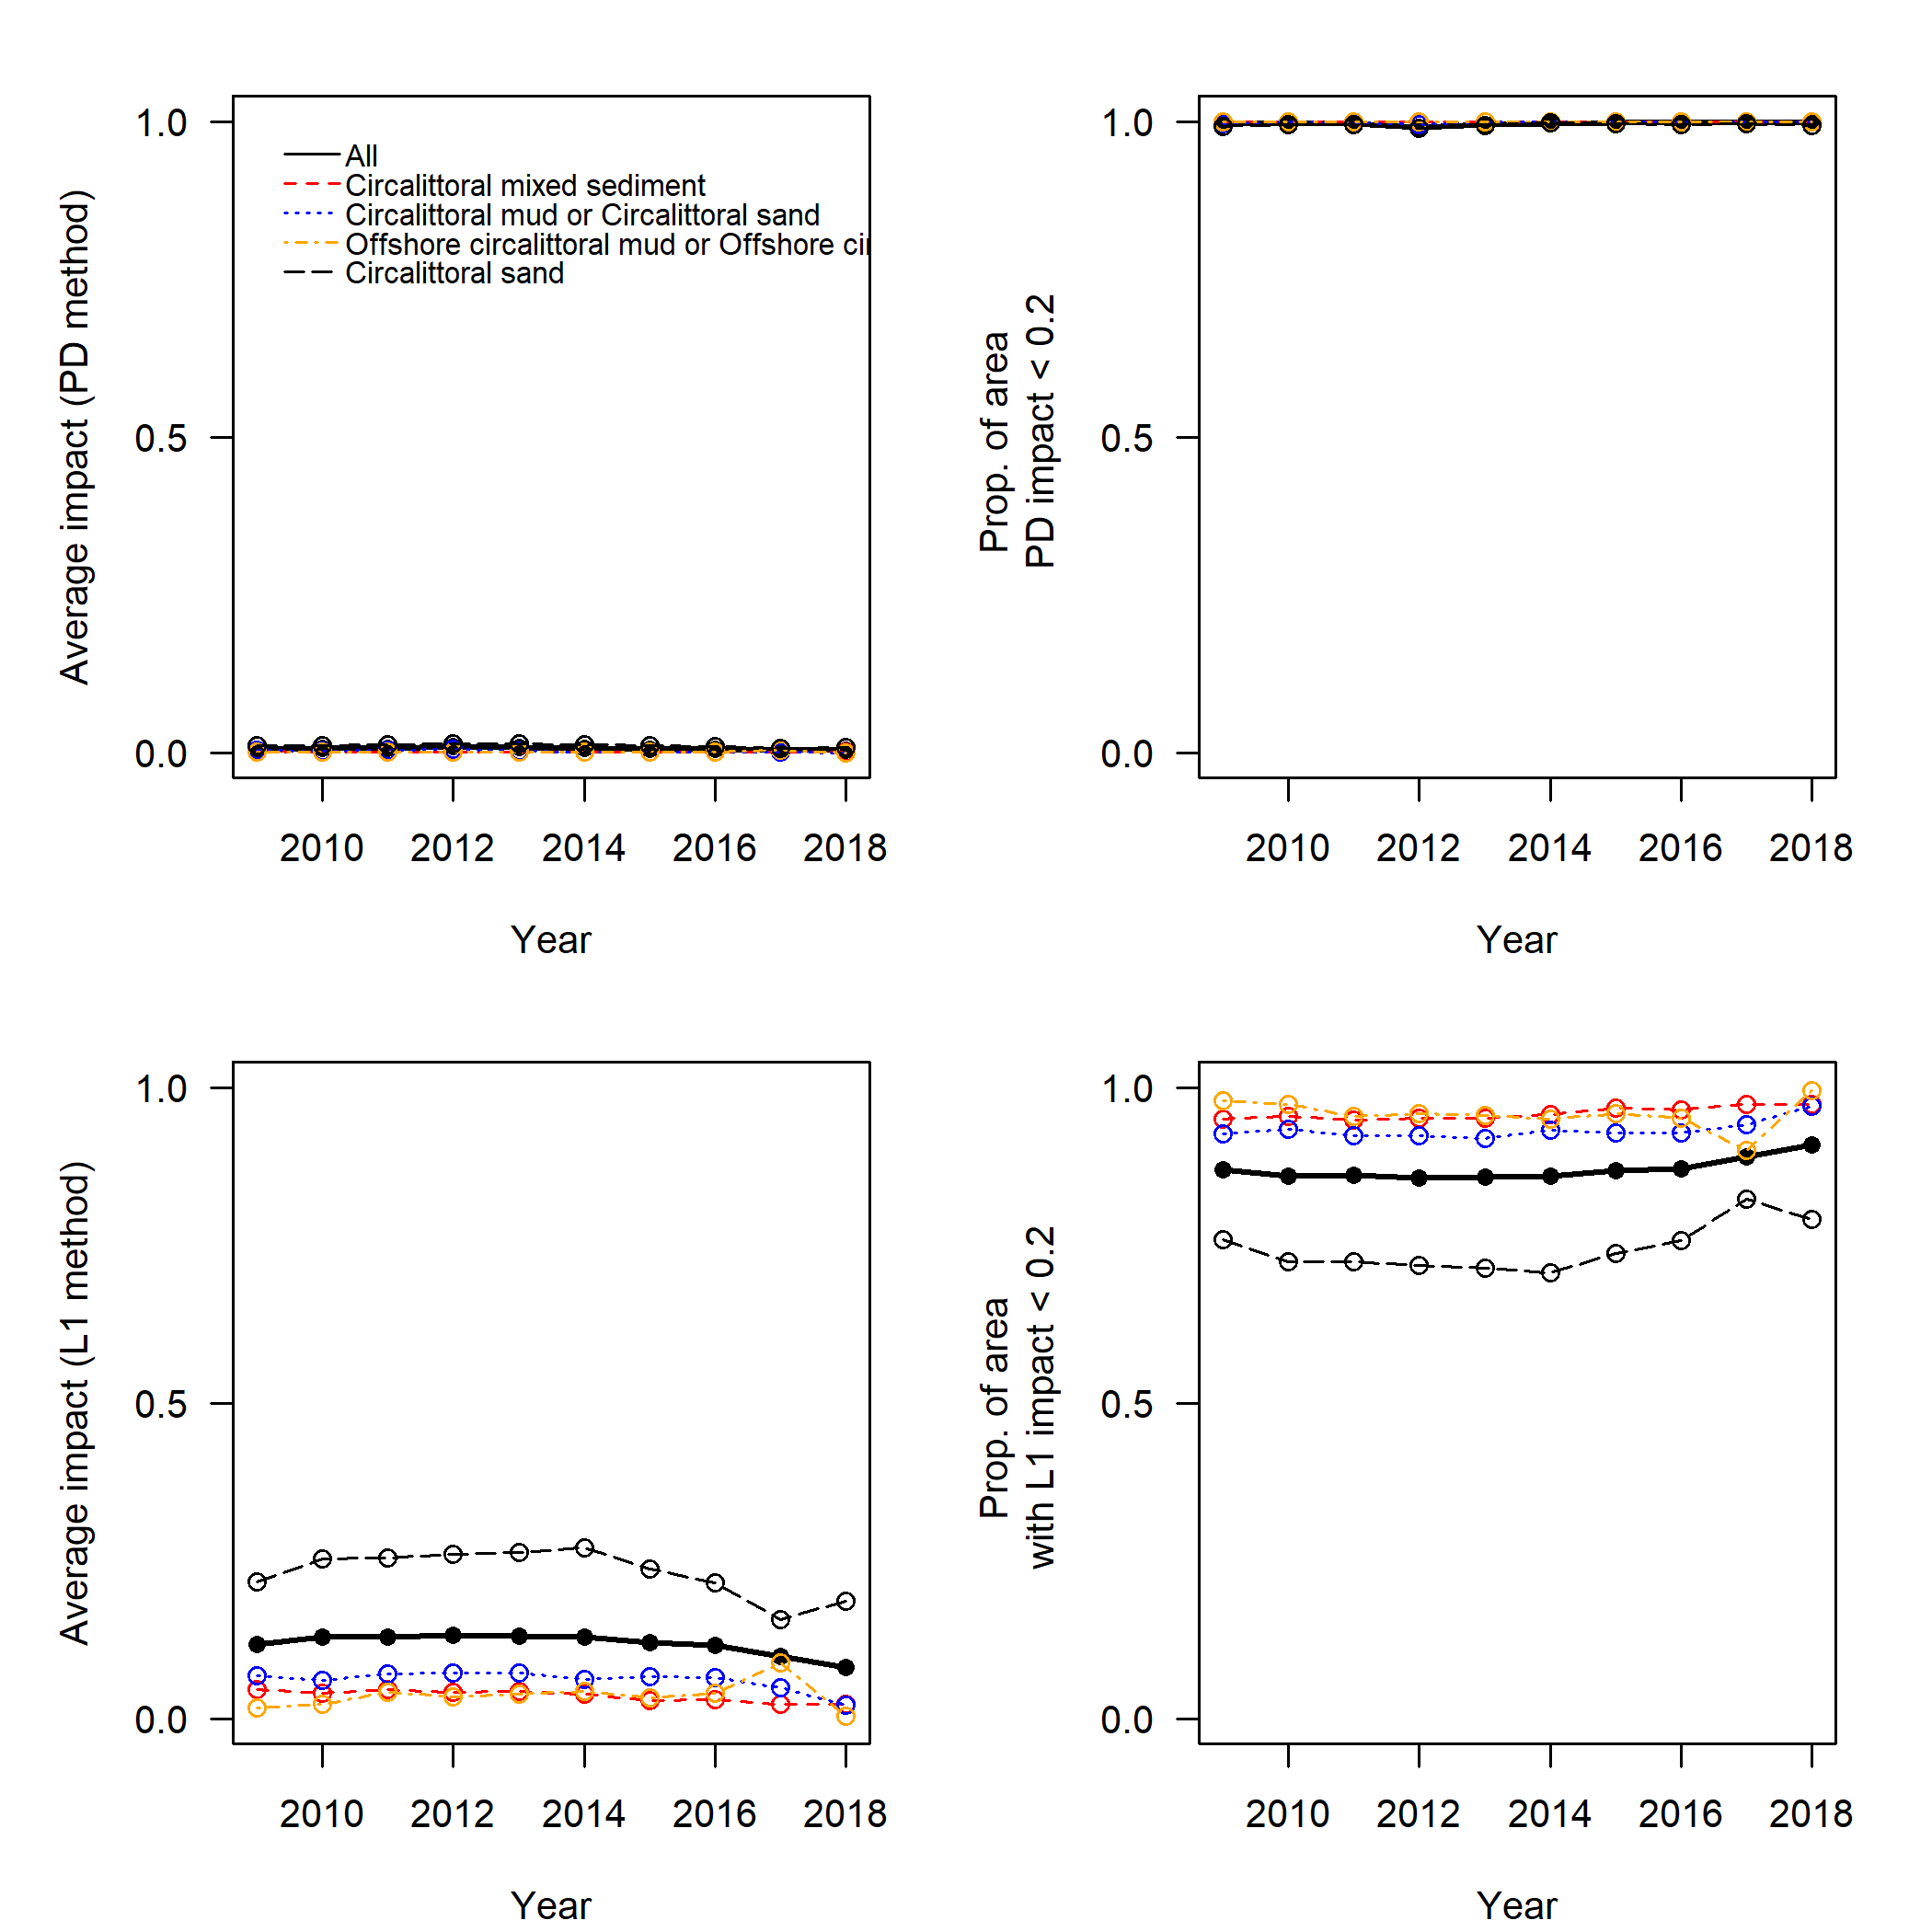 Average impact (PD method)
1.0
0.5
0.0
All
Circalittoral mixed sediment
Circalittoral mud or Circalittoral sand
Offshore circalittoral mud or Offshore cir
Circalittoral sand
2010 2012 2014 2016 2018
Year
Prop. of area
PD impact < 0.2
1.0
0.5
0.0
2010 2012 2014 2016 2018
Year
Average impact (L1 method)
1.0
0.5
0.0
2010 2012 2014 2016 2018
Year
Prop. of area
with L1 impact < 0.2
1.0
0.5
0.0
2010 2012 2014 2016 2018
Year